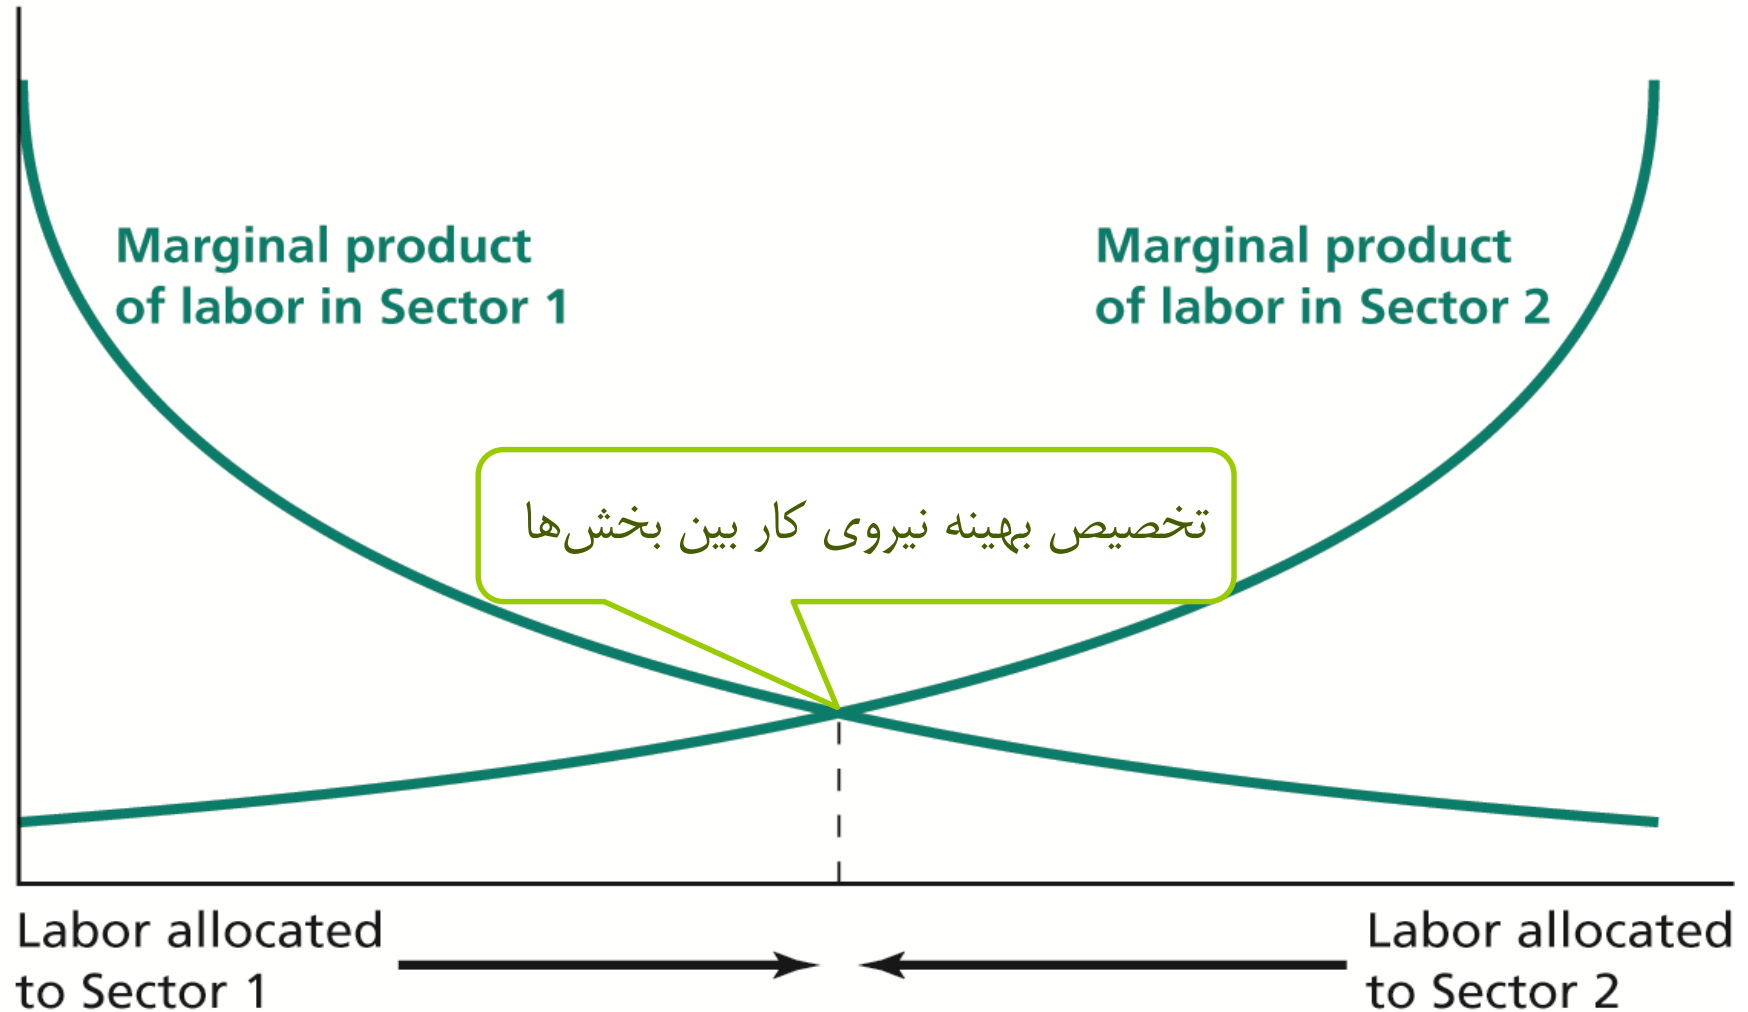 Marginal product
of labor in Sector 1
Marginal product
of labor in Sector 2
تخصیص بهینه نیروی کار بین بخش‌ها
Labor allocated
to Sector 1
Labor allocated
to Sector 2